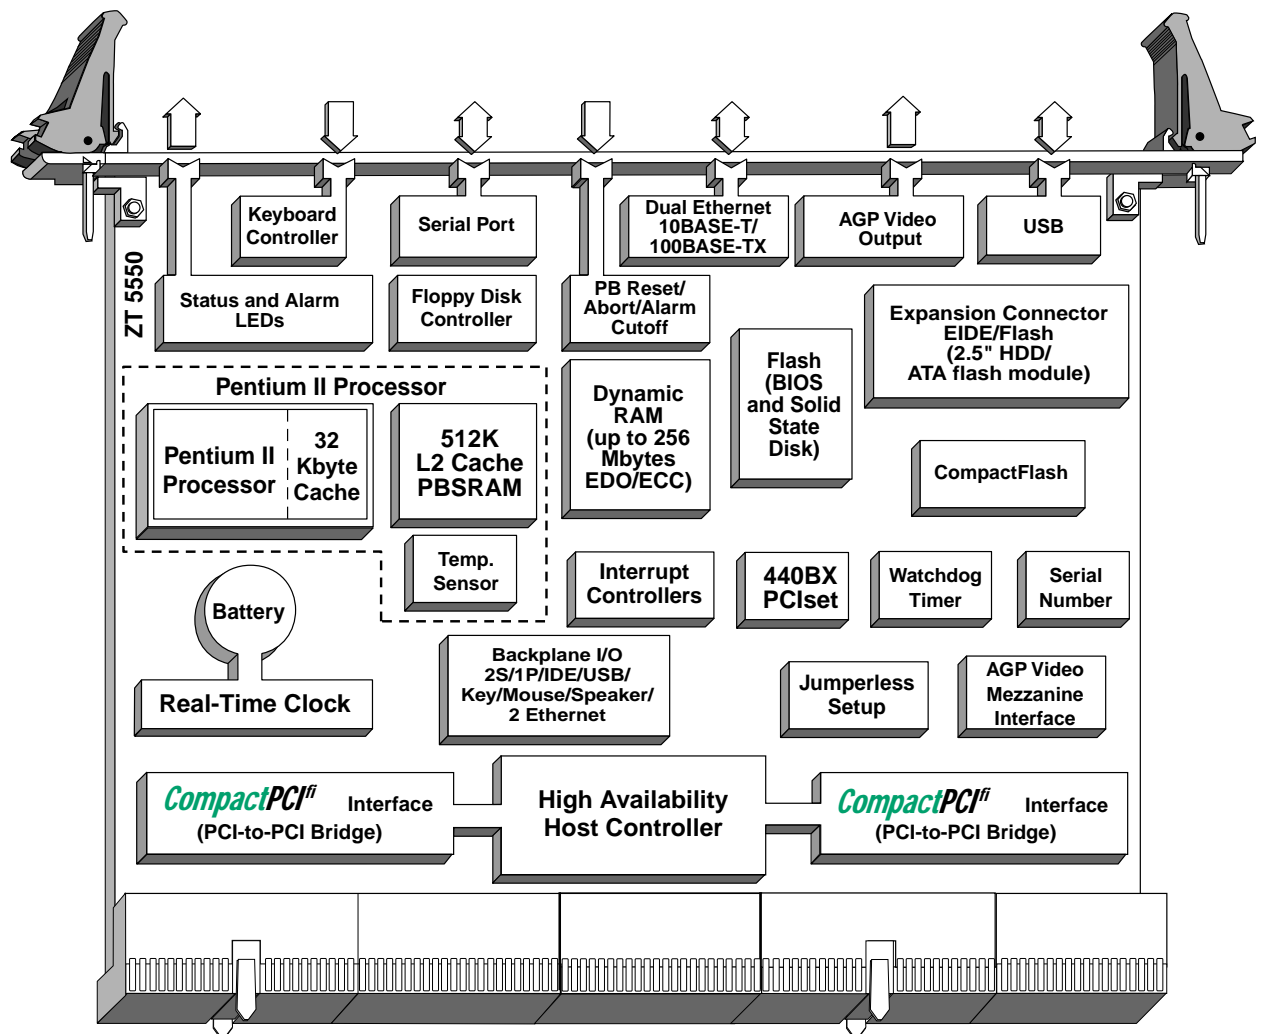 ZT 5550
Keyboard
Controller
Serial Port
Dual Ethernet
10BASE-T/
100BASE-TX
AGP Video
Output
USB
Status and Alarm
LEDs
Floppy Disk
Controller
PB Reset/
Abort/Alarm
Cutoff
Expansion Connector
EIDE/Flash
(2.5" HDD/
ATA flash module)
Pentium II Processor
Pentium II
Processor
32
Kbyte
Cache
512K
L2 Cache
PBSRAM
Dynamic
RAM
(up to 256
Mbytes
EDO/ECC)
Flash
(BIOS
and Solid
State
Disk)
CompactFlash
Temp.
Sensor
Interrupt
Controllers
440BX
PCIset
Watchdog
Timer
Serial
Number
Battery
Real-Time Clock
Backplane I/O
2S/1P/IDE/USB/
Key/Mouse/Speaker/
2 Ethernet
Jumperless
Setup
AGP Video
Mezzanine
Interface
CompactPCIfi Interface
(PCI-to-PCI Bridge)
High Availability
Host Controller
CompactPCIfi Interface
(PCI-to-PCI Bridge)